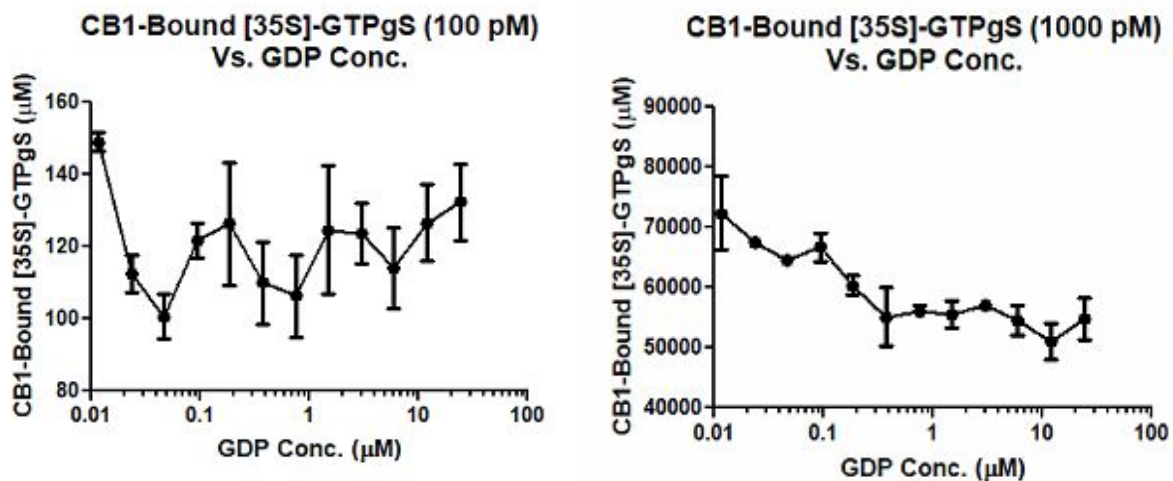 CB1-Bound [35S]-GTPgS (100 pM)
Vs. GDP Conc.
CB1-Bound [35S]-GTPgS (μM)
160
140
120
100
80
0.01
0.1
1
10
100
GDP Conc. (μM)
CB1-Bound [35S]-GTPgS (1000 pM)
Vs. GDP Conc.
CB1-Bound [35S]-GTPgS (μM)
90000
80000
70000
60000
50000
40000
0.01
0.1
1
10
100
GDP Conc. (μM)